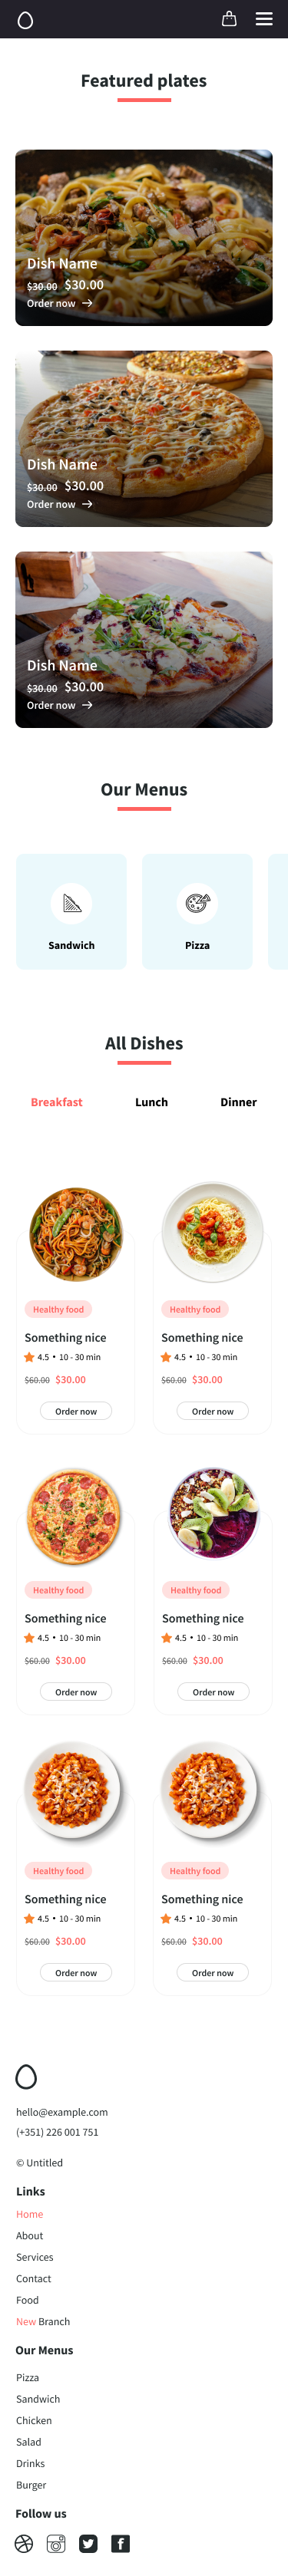 Featured plates
Dish Name
$30.00 $30.00
Order now
Dish Name
$30.00 $30.00
Order now
Dish Name
$30.00 $30.00
Order now
Our Menus
Sandwich
Pizza
All Dishes
Breakfast Lunch Dinner
Healthy food
Something nice
4.5 • 10 - 30 min
$60.00 $30.00
Order now
Healthy food
Something nice
4.5 • 10 - 30 min
$60.00 $30.00
Order now
Healthy food
Something nice
4.5 • 10 - 30 min
$60.00 $30.00
Order now
Healthy food
Something nice
4.5 • 10 - 30 min
$60.00 $30.00
Order now
Healthy food
Something nice
4.5 • 10 - 30 min
$60.00 $30.00
Order now
Healthy food
Something nice
4.5 • 10 - 30 min
$60.00 $30.00
Order now
hello@example.com
(+351) 226 001 751
© Untitled
Links
Home
About
Services
Contact
Food
New Branch
Our Menus
Pizza
Sandwich
Chicken
Salad
Drinks
Burger
Follow us